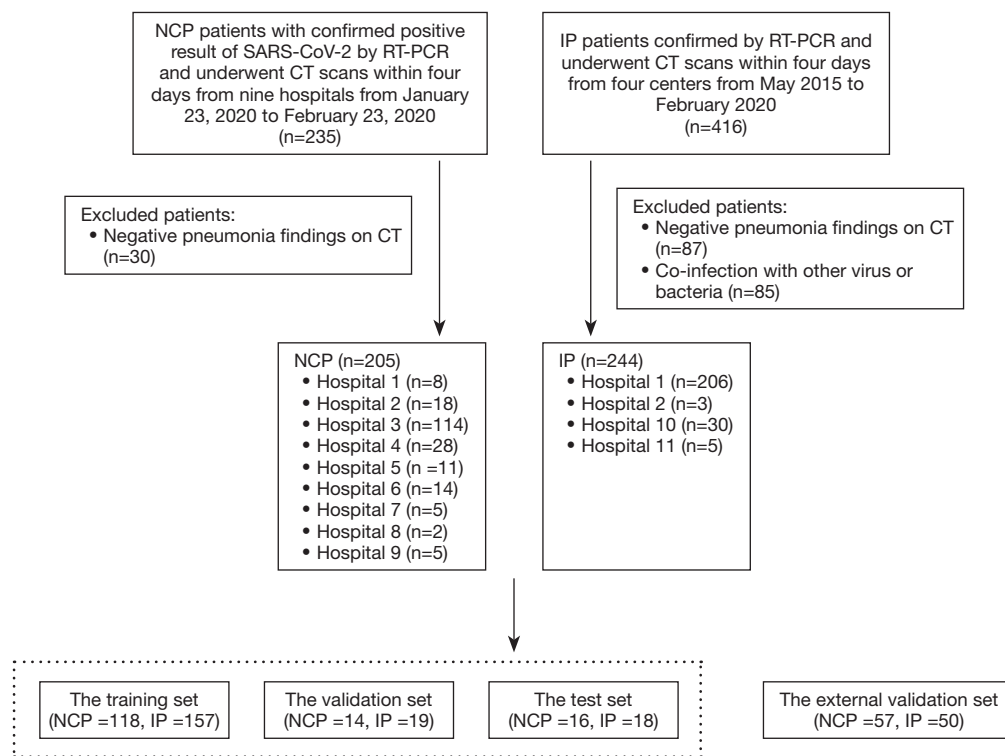 NCP patients with confirmed positive
result of SARS-CoV-2 by RT-PCR
and underwent CT scans within four
days from nine hospitals from January
23, 2020 to February 23, 2020
(n=235)
IP patients confirmed by RT-PCR and
underwent CT scans within four days
from four centers from May 2015 to
February 2020
(n=416)
Excluded patients:
• Negative pneumonia findings on CT
(n=30)
Excluded patients:
• Negative pneumonia findings on CT
(n=87)
• Co-infection with other virus or
bacteria (n=85)
NCP (n=205)
• Hospital 1 (n=8)
• Hospital 2 (n=18)
• Hospital 3 (n=114)
• Hospital 4 (n=28)
• Hospital 5 (n =11)
• Hospital 6 (n=14)
• Hospital 7 (n=5)
• Hospital 8 (n=2)
• Hospital 9 (n=5)
IP (n=244)
• Hospital 1 (n=206)
• Hospital 2 (n=3)
• Hospital 10 (n=30)
• Hospital 11 (n=5)
The training set
(NCP =118, IP =157)
The validation set
(NCP =14, IP =19)
The test set
(NCP =16, IP =18)
The external validation set
(NCP =57, IP =50)